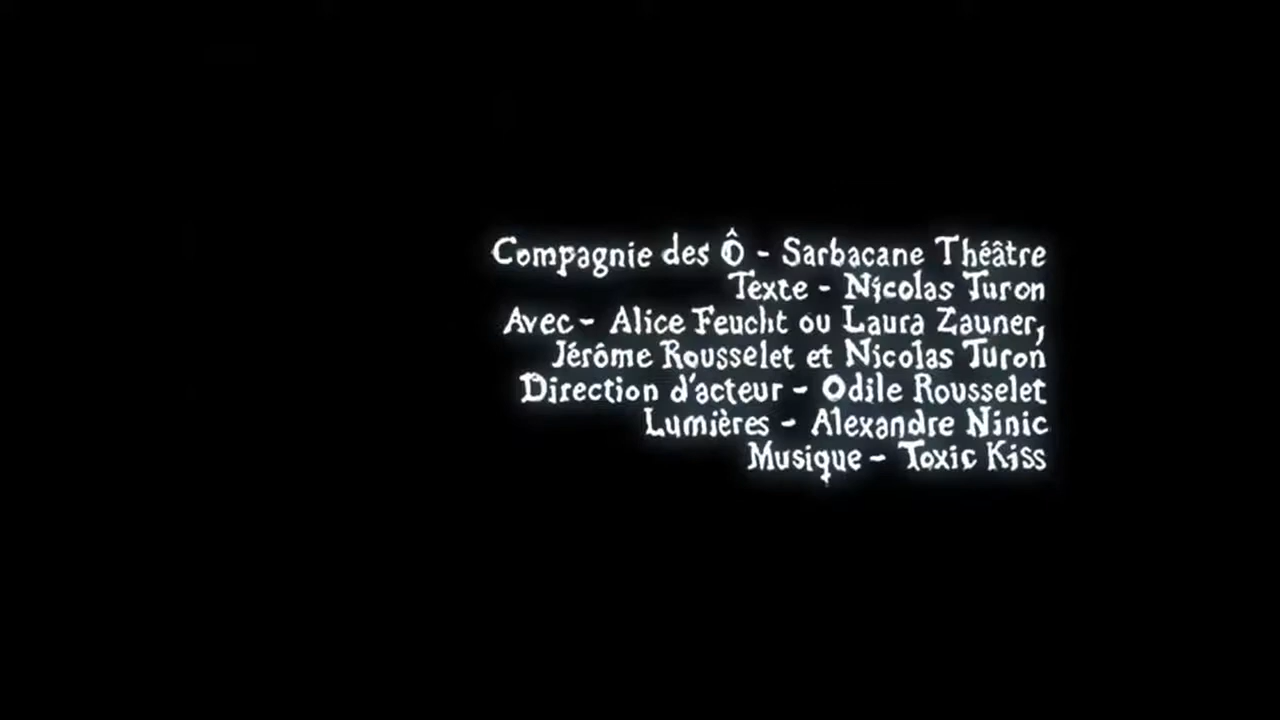 Compagnie des Ô - Sarbacane Théâtre
Texte - Nicolas Turon
Avec - Alice Feucht ou Laura Zauner,
Jérôme Rousselet et Nicolas Turon
Direction d'acteur - Odile Rousselet
Lumières - Alexandre Ninic
Musique - Toxic Kiss